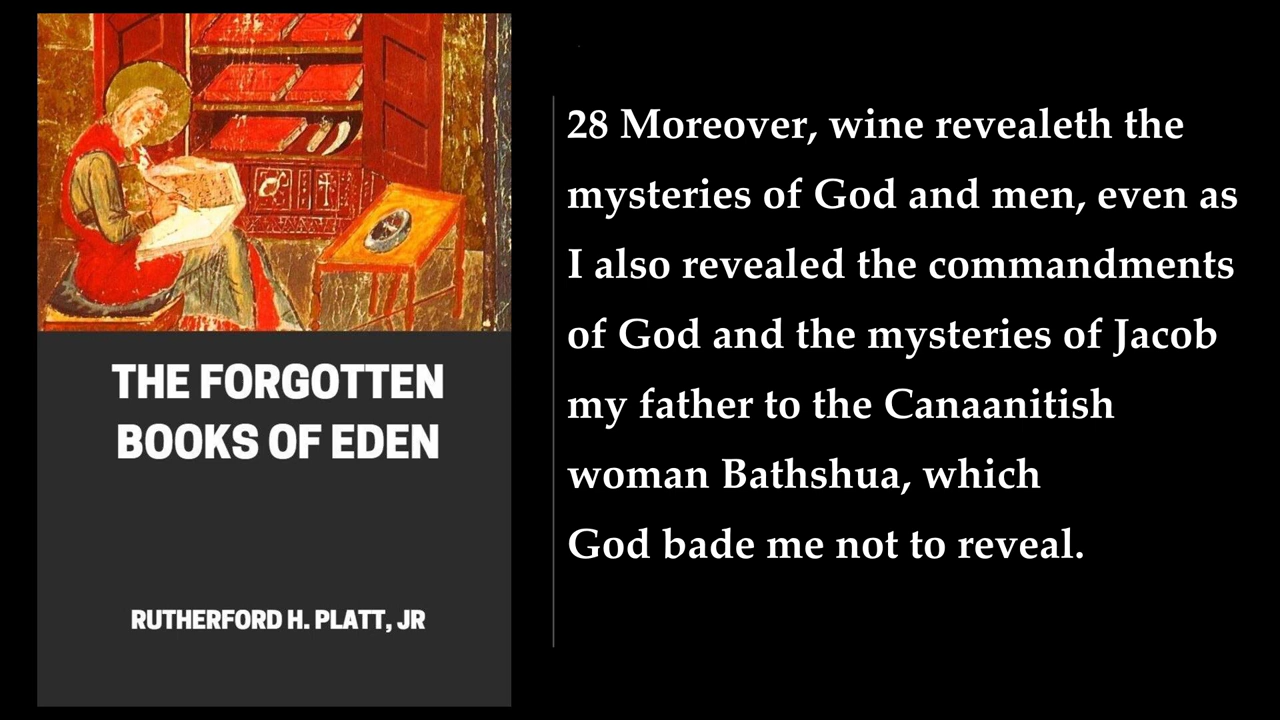 THE FORGOTTEN
BOOKS OF EDEN
RUTHERFORD H. PLATT, JR
28 Moreover, wine revealeth the
mysteries of God and men, even as
I also revealed the commandments
of God and the mysteries of Jacob
my father to the Canaanitish
woman Bathshua, which
God bade me not to reveal.